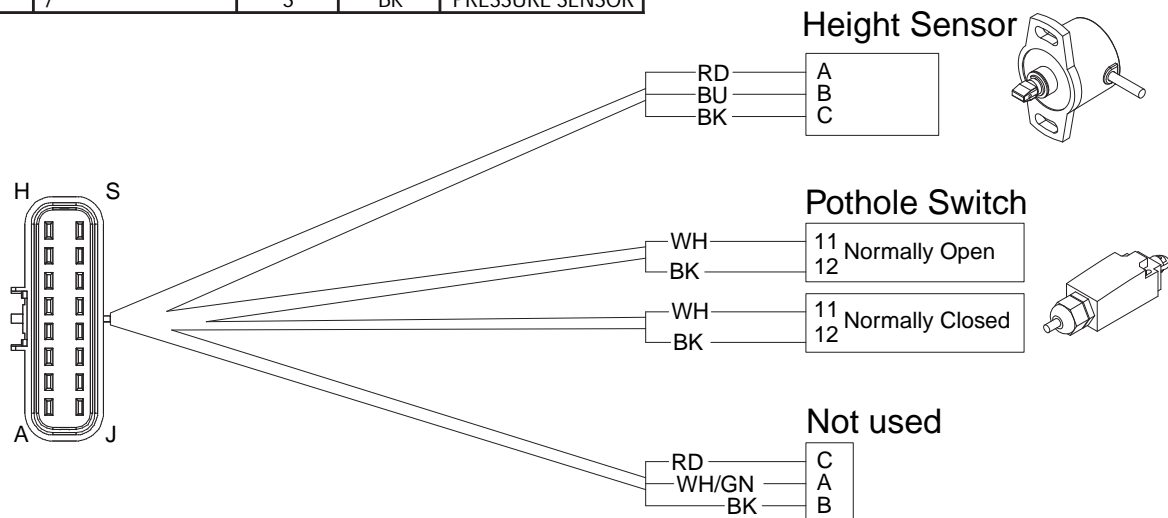 7 S BK PRESSURE SENSOR
Height Sensor
RD A
BU B
BK C
H S
Pothole Switch
WH 11 Normally Open
BK 12
WH 11 Normally Closed
BK 12
A J
Not used
RD C
WH/GN A
BK B